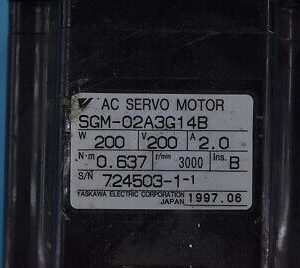 AC SERVO MOTOR
SGM-02A3G14B
W 200 V 200 A 2.0
N·m 0.637 r/min 3000 Ins. B
S/N 724503-1-1
YASKAWA ELECTRIC CORPORATION
JAPAN 1997.06